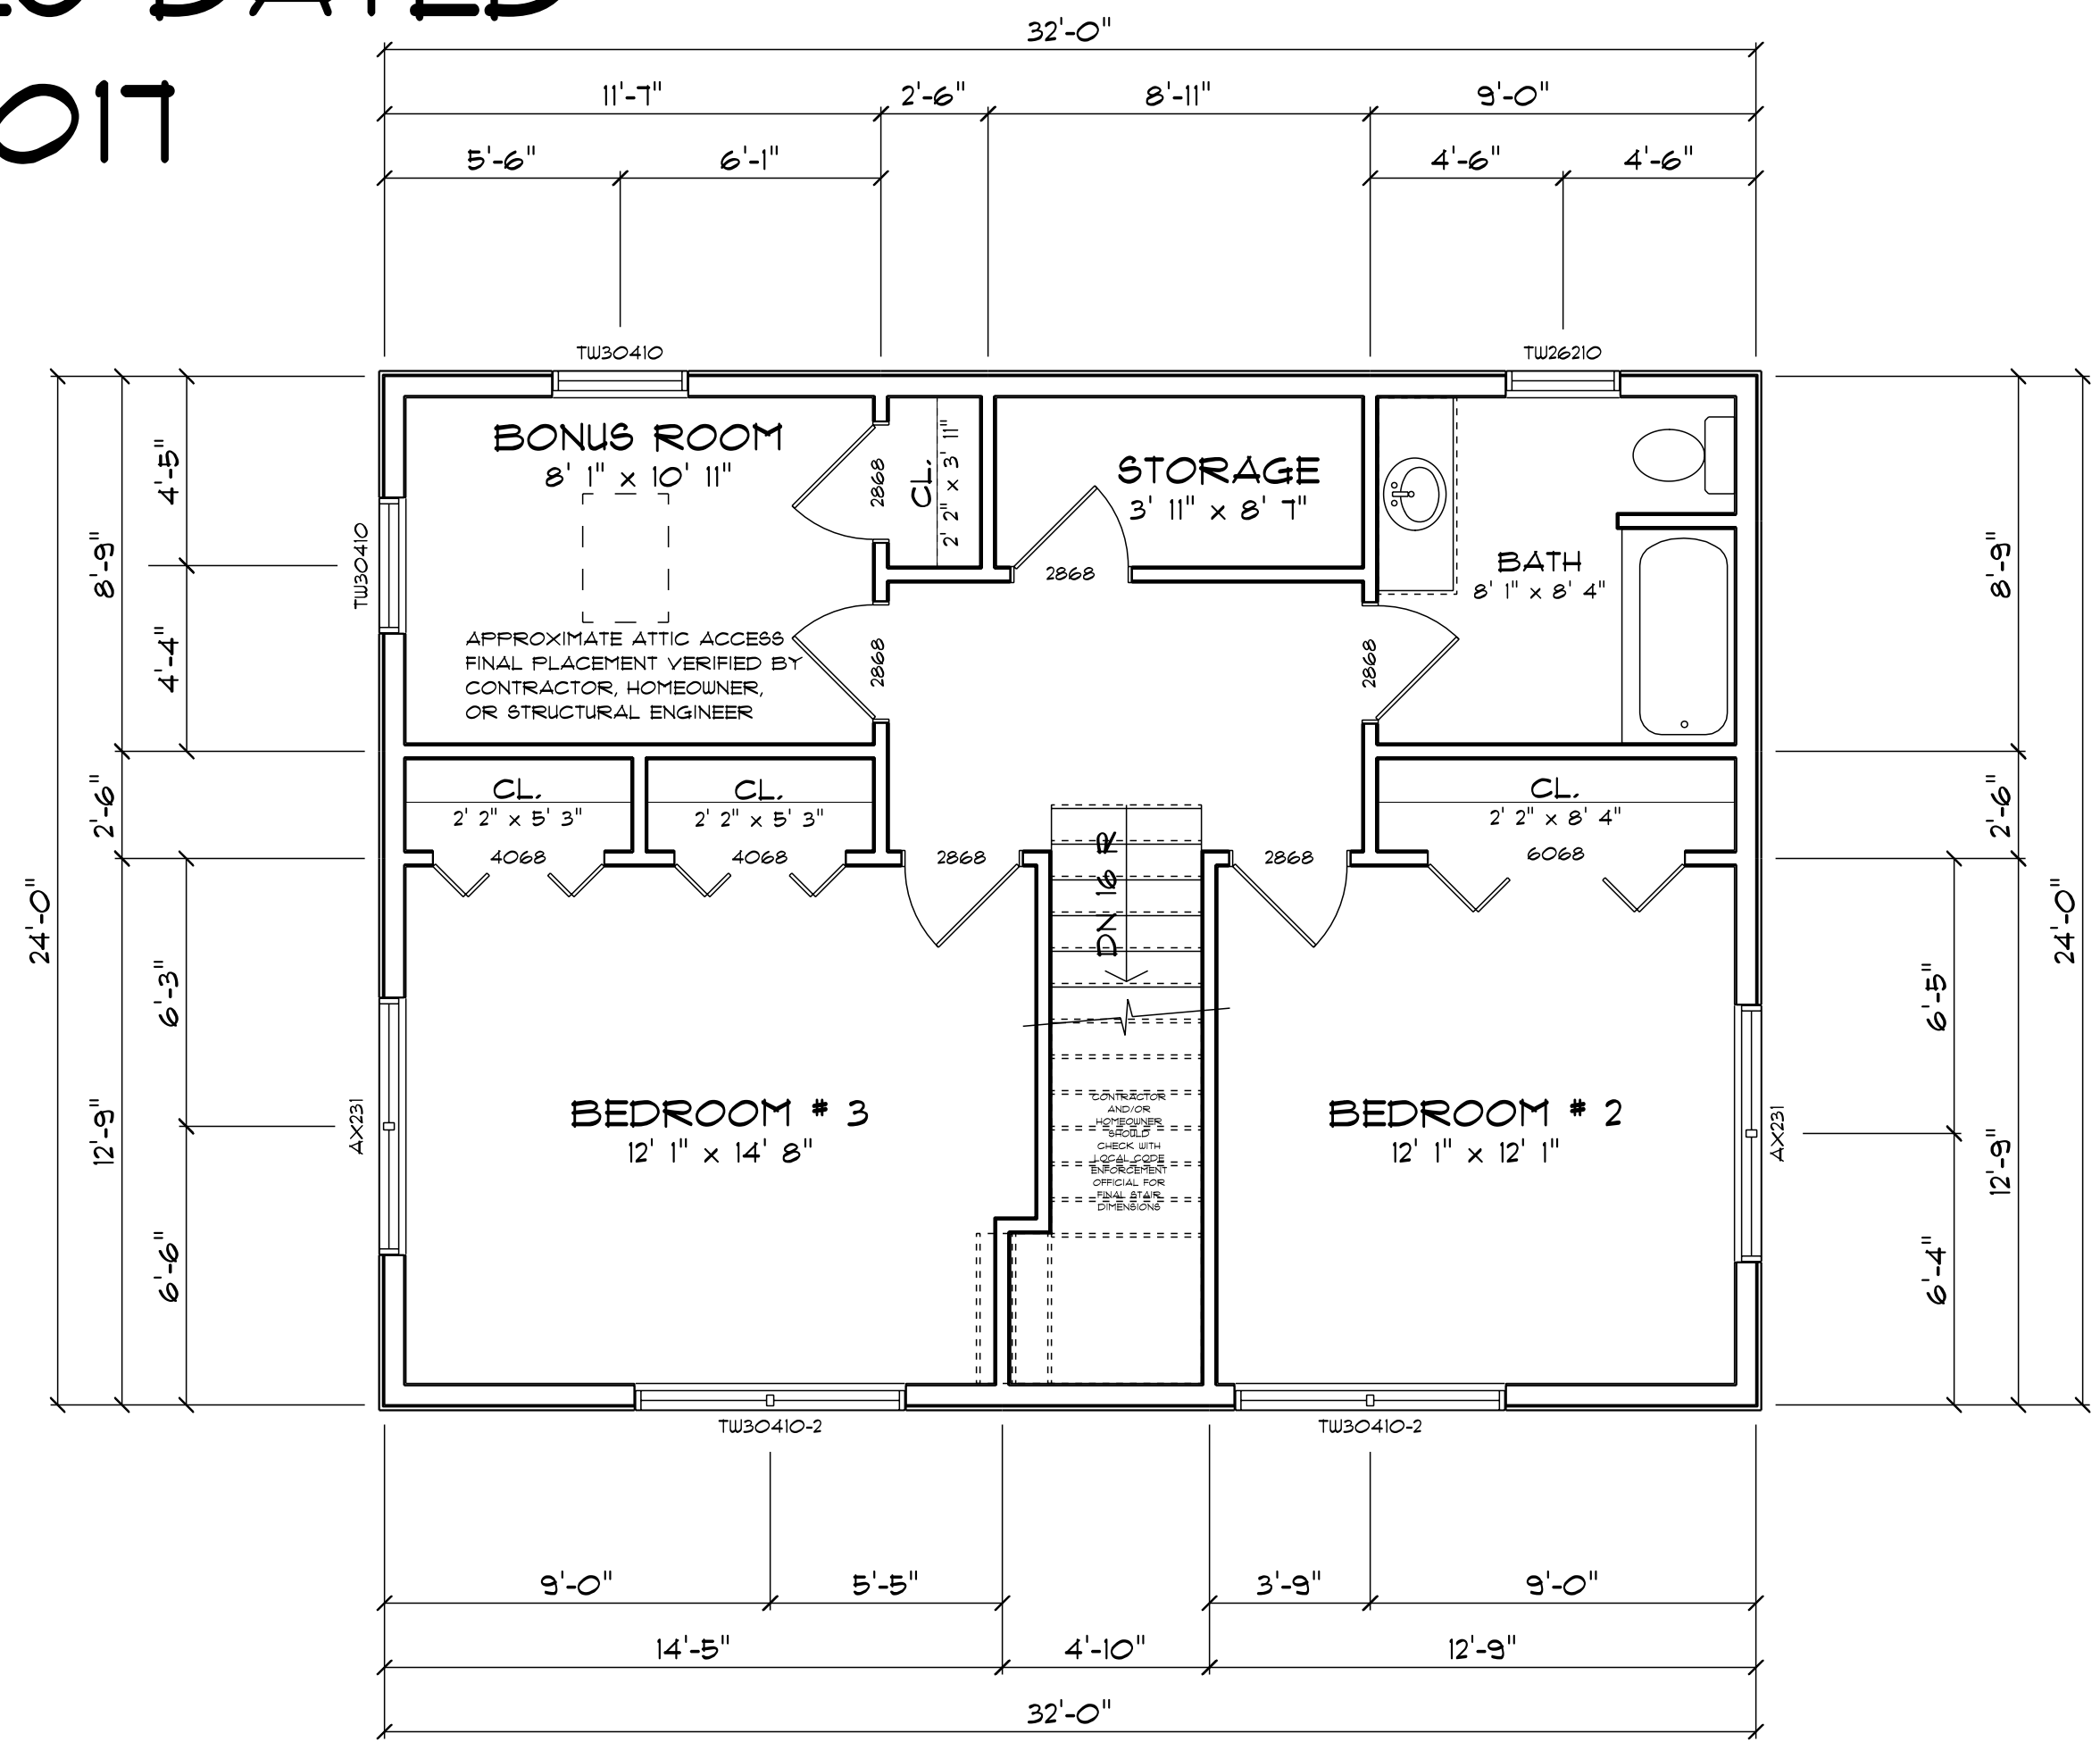 DATED
32'-0"
11'-7"
2'-6"
8'-11"
9'-0"
017
5'-6"
6'-1"
4'-6"
4'-6"
TW30410
TW26210
BONUS ROOM
8' 1" x 10' 11"
2868
CL.
2' 2" x 3' 11"
STORAGE
3' 11" x 8' 7"
2868
BATH
8' 1" x 8' 4"
4'-5"
8'-9"
TW30410
4'-4"
8'-9"
APPROXIMATE ATTIC ACCESS
FINAL PLACEMENT VERIFIED BY
CONTRACTOR, HOMEOWNER,
OR STRUCTURAL ENGINEER
2868
2868
2'-6"
CL.
2' 2" x 5' 3"
CL.
2' 2" x 5' 3"
CL.
2' 2" x 8' 4"
2'-6"
4068
4068
2868
DN 16 R
2868
6068
24'-0"
6'-3"
6'-5"
24'-0"
12'-9"
AX231
BEDROOM # 3
12' 1" x 14' 8"
CONTRACTOR
AND/OR
HOMEOWNER
SHOULD
CHECK WITH
LOCAL CODE
ENFORCEMENT
OFFICIAL FOR
FINAL STAIR
DIMENSIONS
BEDROOM # 2
12' 1" x 12' 1"
AX231
12'-9"
6'-6"
6'-4"
TW30410-2
TW30410-2
9'-0"
5'-5"
3'-9"
9'-0"
14'-5"
4'-10"
12'-9"
32'-0"